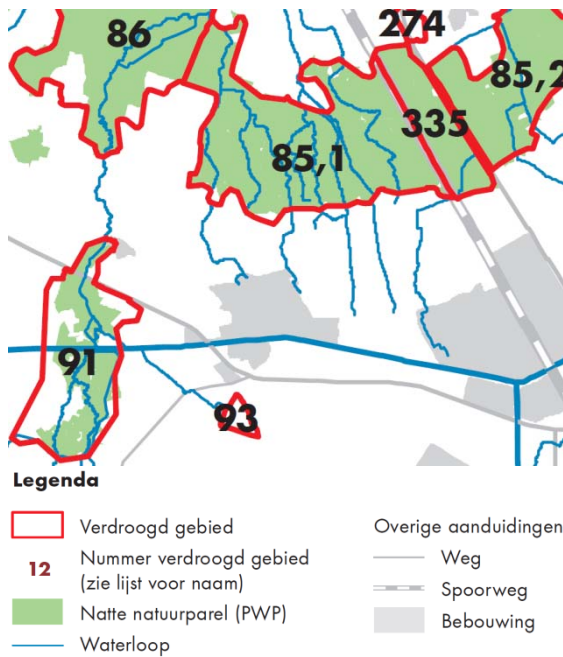 86
274
85,2
335
85,1
91
93
Legenda
Verdroogd gebied
12
Nummer verdroogd gebied
(zie lijst voor naam)
Natte natuurparel (PWP)
Waterloop
Overige aanduidingen
Weg
Spoorweg
Bebouwing